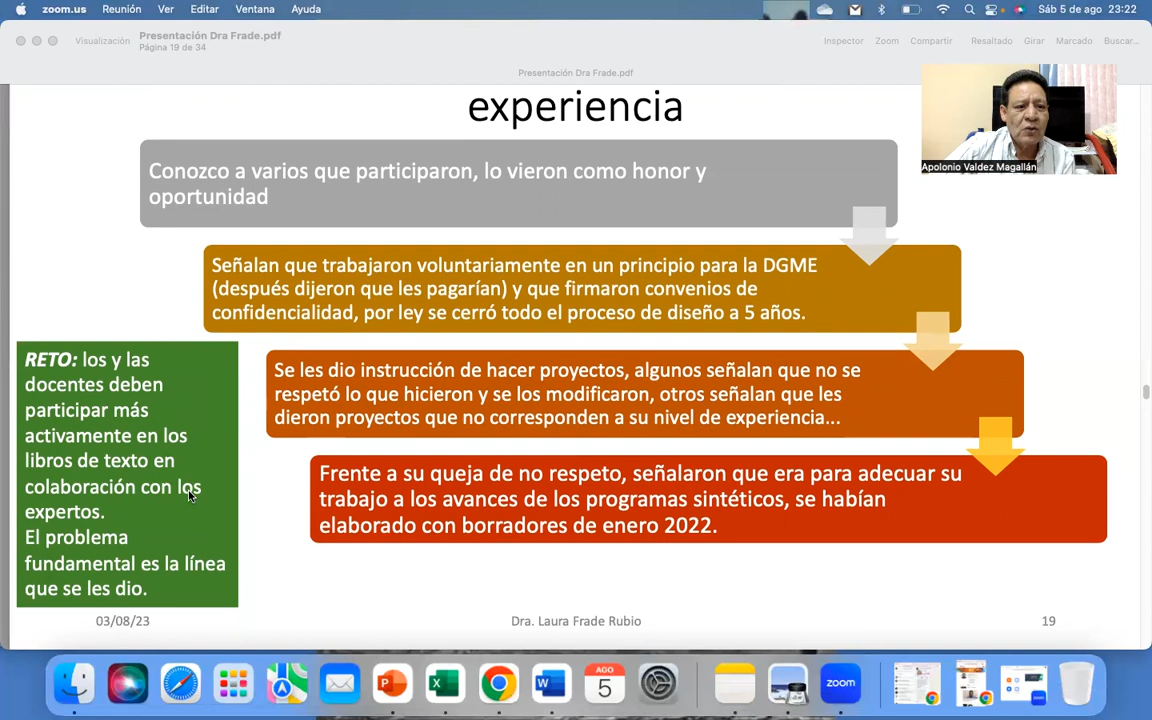 zoom.us Reunión Ver Editar Ventana Ayuda Sáb 5 de ago 23:22
Visualización Presentación Dra Frade.pdf
Página 19 de 34
Inspector Zoom Compartir Resaltado Girar Marcado Buscar...
Presentación Dra Frade.pdf
experiencia
Apolonio Valdez Magallán
Conozco a varios que participaron, lo vieron como honor y
oportunidad
Señalan que trabajaron voluntariamente en un principio para la DGME
(después dijeron que les pagarían) y que firmaron convenios de
confidencialidad, por ley se cerró todo el proceso de diseño a 5 años.
Se les dio instrucción de hacer proyectos, algunos señalan que no se
respetó lo que hicieron y se los modificaron, otros señalan que les
dieron proyectos que no corresponden a su nivel de experiencia...
Frente a su queja de no respeto, señalaron que era para adecuar su
trabajo a los avances de los programas sintéticos, se habían
elaborado con borradores de enero 2022.
RETO: los y las
docentes deben
participar más
activamente en los
libros de texto en
colaboración con los
expertos.
El problema
fundamental es la línea
que se les dio.
03/08/23 Dra. Laura Frade Rubio 19
AGO
5
zoom